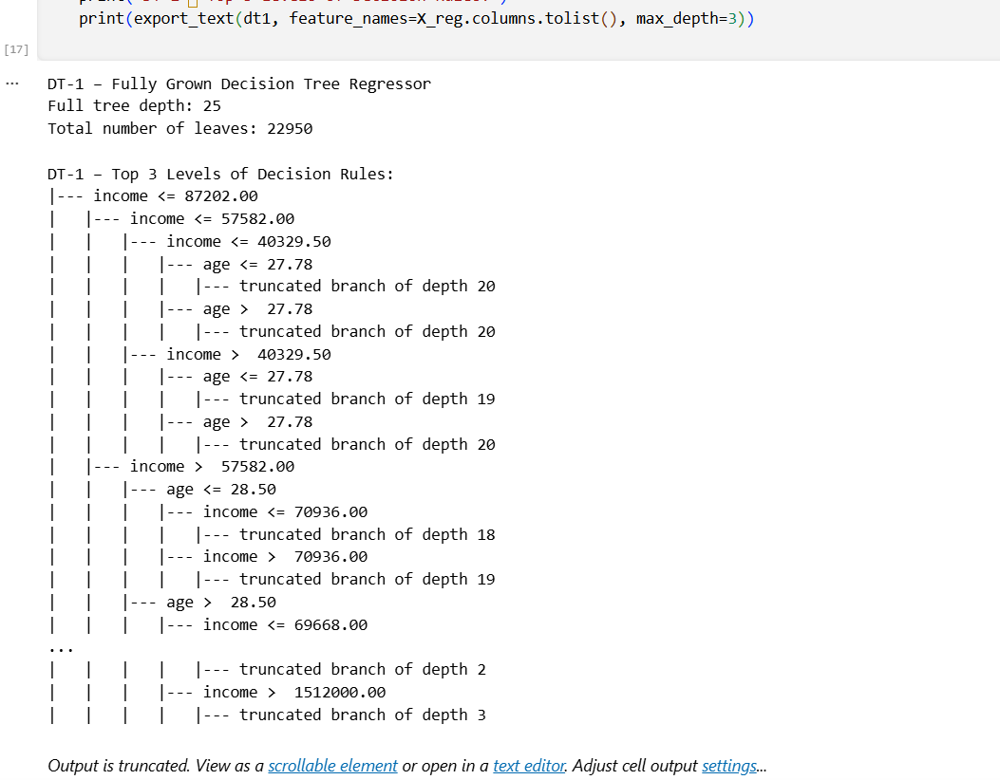 print(export_text(dt1, feature_names=X_reg.columns.tolist(), max_depth=3))
[17]
... DT-1 – Fully Grown Decision Tree Regressor
Full tree depth: 25
Total number of leaves: 22950
DT-1 – Top 3 Levels of Decision Rules:
|--- income <= 87202.00
|   |--- income <= 57582.00
|   |   |--- income <= 40329.50
|   |   |   |--- age <= 27.78
|   |   |   |   |--- truncated branch of depth 20
|   |   |   |--- age >  27.78
|   |   |   |   |--- truncated branch of depth 20
|   |   |--- income >  40329.50
|   |   |   |--- age <= 27.78
|   |   |   |   |--- truncated branch of depth 19
|   |   |   |--- age >  27.78
|   |   |   |   |--- truncated branch of depth 20
|   |--- income >  57582.00
|   |   |--- age <= 28.50
|   |   |   |--- income <= 70936.00
|   |   |   |   |--- truncated branch of depth 18
|   |   |   |--- income >  70936.00
|   |   |   |   |--- truncated branch of depth 19
|   |   |--- age >  28.50
|   |   |   |--- income <= 69668.00
...
|   |   |   |   |--- truncated branch of depth 2
|   |   |   |--- income >  1512000.00
|   |   |   |   |--- truncated branch of depth 3
Output is truncated. View as a scrollable element or open in a text editor. Adjust cell output settings...